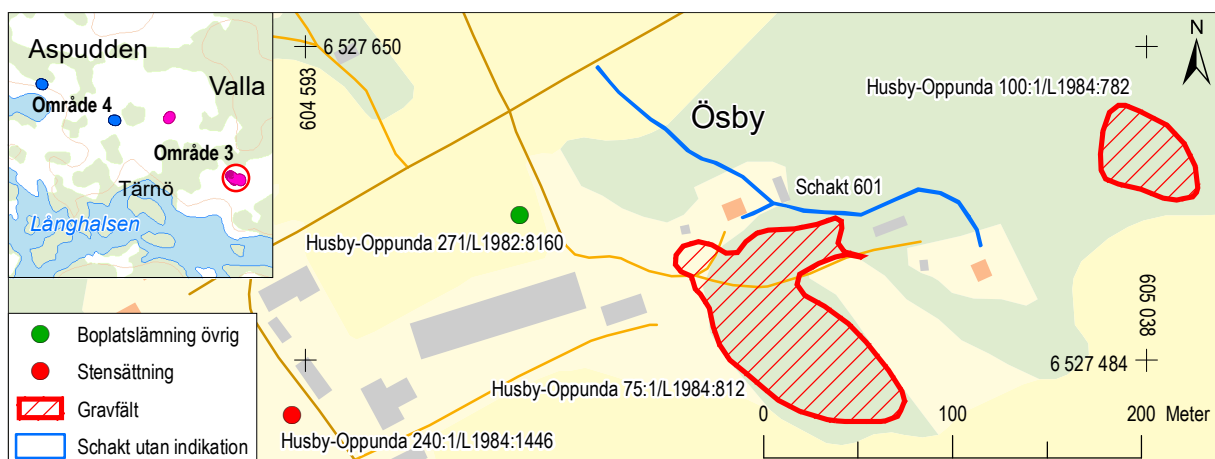 Aspudden
Valla
Område 4
Område 3
Tärnö
Långhalsen
6 527 650
604 593
N
Husby-Oppunda 100:1/L1984:782
Ösby
Schakt 601
Husby-Oppunda 271/L1982:8160
605 038
6 527 484
Husby-Oppunda 75:1/L1984:812
Husby-Oppunda 240:1/L1984:1446
0 100 200 Meter
Boplatslämning övrig
Stensättning
Gravfält
Schakt utan indikation